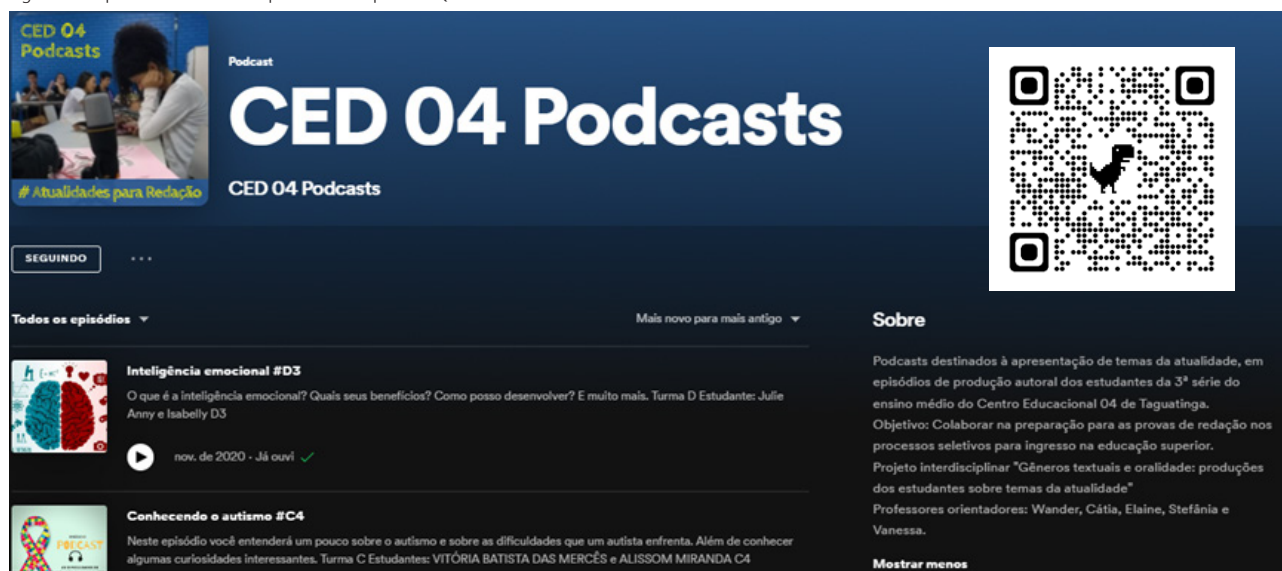 CED 04
Podcasts
# Atualidades para Redação
Podcast
CED 04 Podcasts
CED 04 Podcasts
SEGUINDO
Todos os episódios
Mais novo para mais antigo
Inteligência emocional #D3
O que é a inteligência emocional? Quais seus benefícios? Como posso desenvolver? E muito mais. Turma D Estudante: Julie
Anny e Isabelly D3
nov. de 2020 - Já ouvi
Conhecendo o autismo #C4
Neste episódio você entenderá um pouco sobre o autismo e sobre as dificuldades que um autista enfrenta. Além de conhecer
algumas curiosidades interessantes. Turma C Estudantes: VITÓRIA BATISTA DAS MERCÊS e ALISSOM MIRANDA C4
PODCAST
Sobre
Podcasts destinados à apresentação de temas da atualidade, em
episódios de produção autoral dos estudantes da 3ª série do
ensino médio do Centro Educacional 04 de Taguatinga.
Objetivo: Colaborar na preparação para as provas de redação nos
processos seletivos para ingresso na educação superior.
Projeto interdisciplinar "Gêneros textuais e oralidade: produções
dos estudantes sobre temas da atualidade"
Professores orientadores: Wander, Cátia, Elaine, Stefânia e
Vanessa.
Mostrar menos